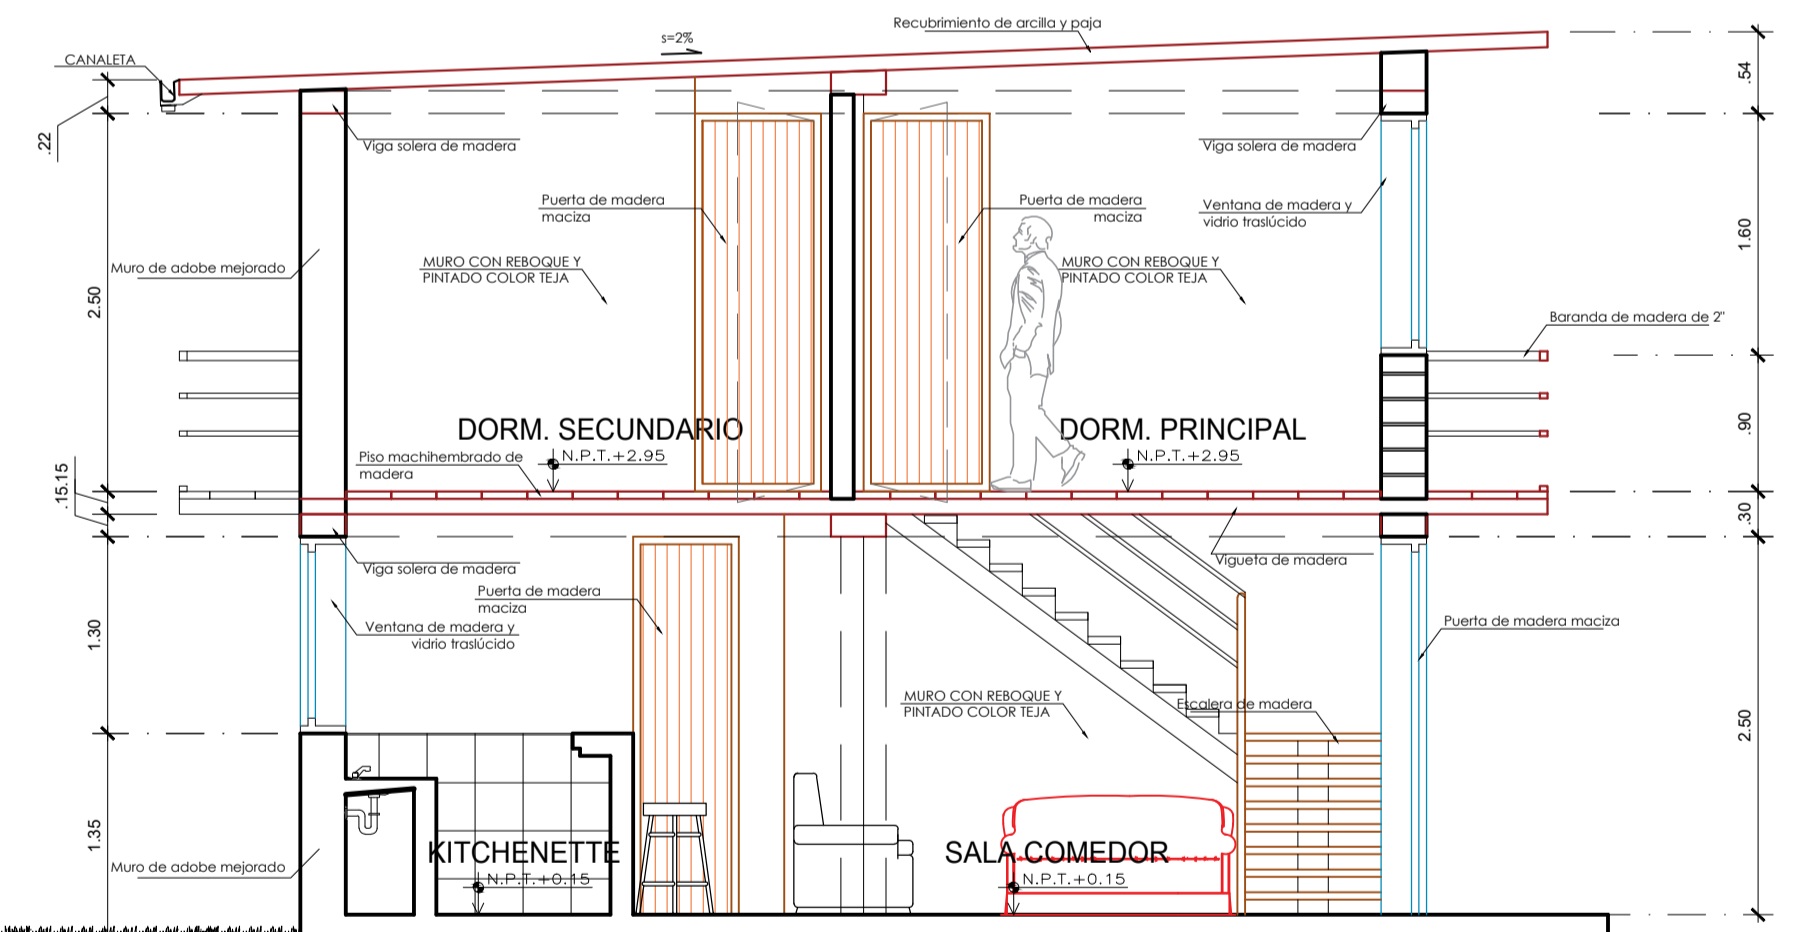 Recubrimiento de arcilla y paja
s=2%
CANALETA
.54
.22
Viga solera de madera
Viga solera de madera
Puerta de madera
maciza
Puerta de madera
maciza
Ventana de madera y
vidrio traslúcido
1.60
Muro de adobe mejorado
MURO CON REBOQUE Y
PINTADO COLOR TEJA
MURO CON REBOQUE Y
PINTADO COLOR TEJA
2.50
Baranda de madera de 2"
DORM. SECUNDARIO
N.P.T.+2.95
DORM. PRINCIPAL
N.P.T.+2.95
.90
Piso machihembrado de
madera
.15
.15
.30
Viga solera de madera
Vigueta de madera
Puerta de madera
maciza
Ventana de madera y
vidrio traslúcido
1.30
Puerta de madera maciza
MURO CON REBOQUE Y
PINTADO COLOR TEJA
Escalera de madera
2.50
1.35
Muro de adobe mejorado
KITCHENETTE
N.P.T.+0.15
SALA COMEDOR
N.P.T.+0.15